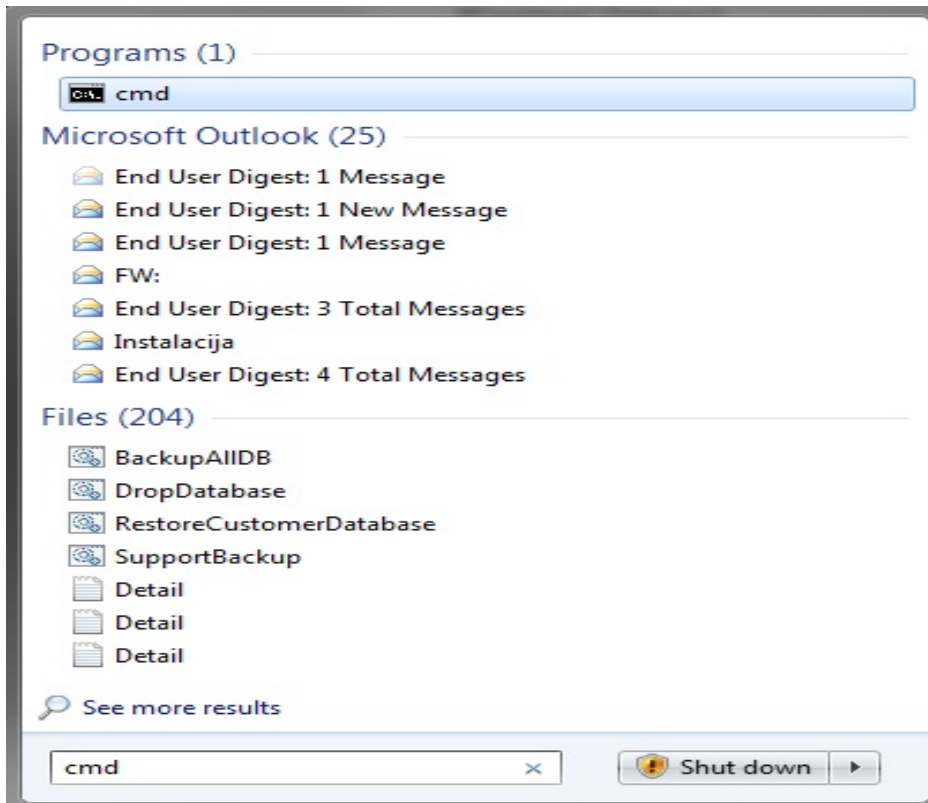 Programs (1)
cmd
Microsoft Outlook (25)
End User Digest: 1 Message
End User Digest: 1 New Message
End User Digest: 1 Message
FW:
End User Digest: 3 Total Messages
Instalacija
End User Digest: 4 Total Messages
Files (204)
BackupAllDB
DropDatabase
RestoreCustomerDatabase
SupportBackup
Detail
Detail
Detail
See more results
cmd
Shut down